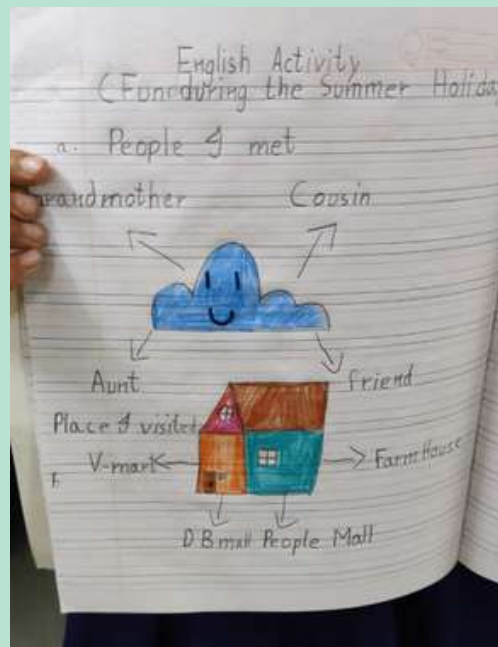 English Activity
(Fun during the Summer Holida
a. People I met
randmother Cousin
Aunt friend
Place I visited
V-mark Farm House
D B mall People Mall